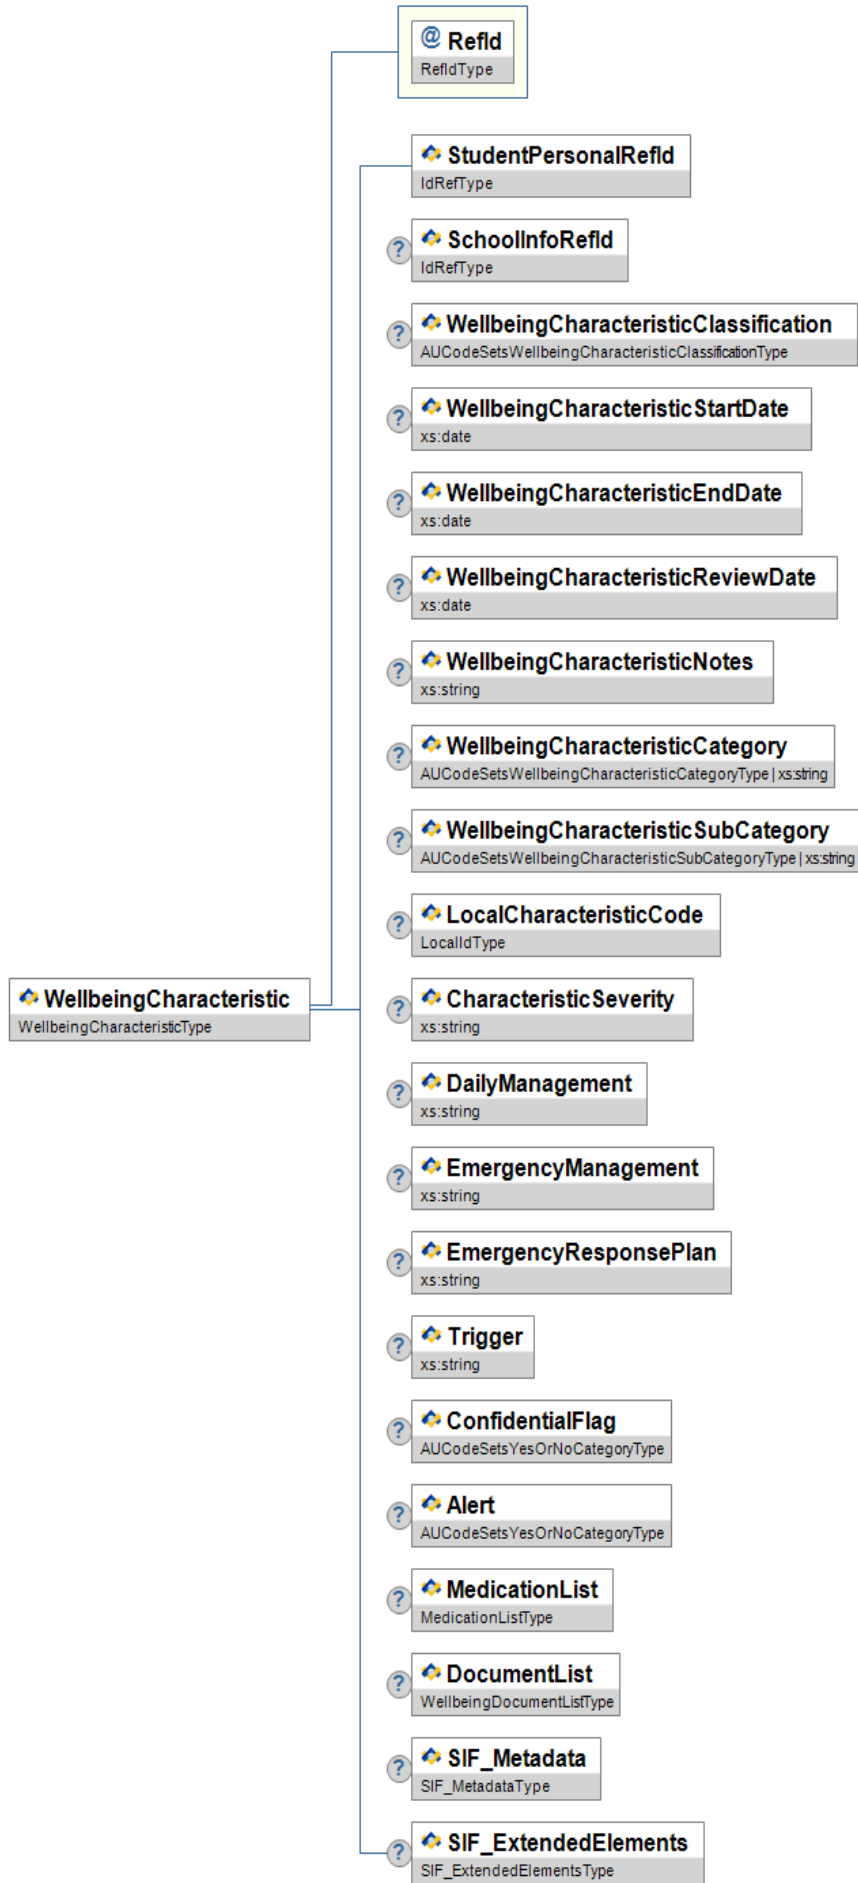 @ RefId
RefIdType
StudentPersonalRefId
IdRefType
? SchoolInfoRefId
IdRefType
? WellbeingCharacteristicClassification
AUCodeSetsWellbeingCharacteristicClassificationType
? WellbeingCharacteristicStartDate
xs:date
? WellbeingCharacteristicEndDate
xs:date
? WellbeingCharacteristicReviewDate
xs:date
? WellbeingCharacteristicNotes
xs:string
? WellbeingCharacteristicCategory
AUCodeSetsWellbeingCharacteristicCategoryType | xs:string
? WellbeingCharacteristicSubCategory
AUCodeSetsWellbeingCharacteristicSubCategoryType | xs:string
? LocalCharacteristicCode
LocalIdType
WellbeingCharacteristic
WellbeingCharacteristicType
? CharacteristicSeverity
xs:string
? DailyManagement
xs:string
? EmergencyManagement
xs:string
? EmergencyResponsePlan
xs:string
? Trigger
xs:string
? ConfidentialFlag
AUCodeSetsYesOrNoCategoryType
? Alert
AUCodeSetsYesOrNoCategoryType
? MedicationList
MedicationListType
? DocumentList
WellbeingDocumentListType
? SIF_Metadata
SIF_MetadataType
? SIF_ExtendedElements
SIF_ExtendedElementsType